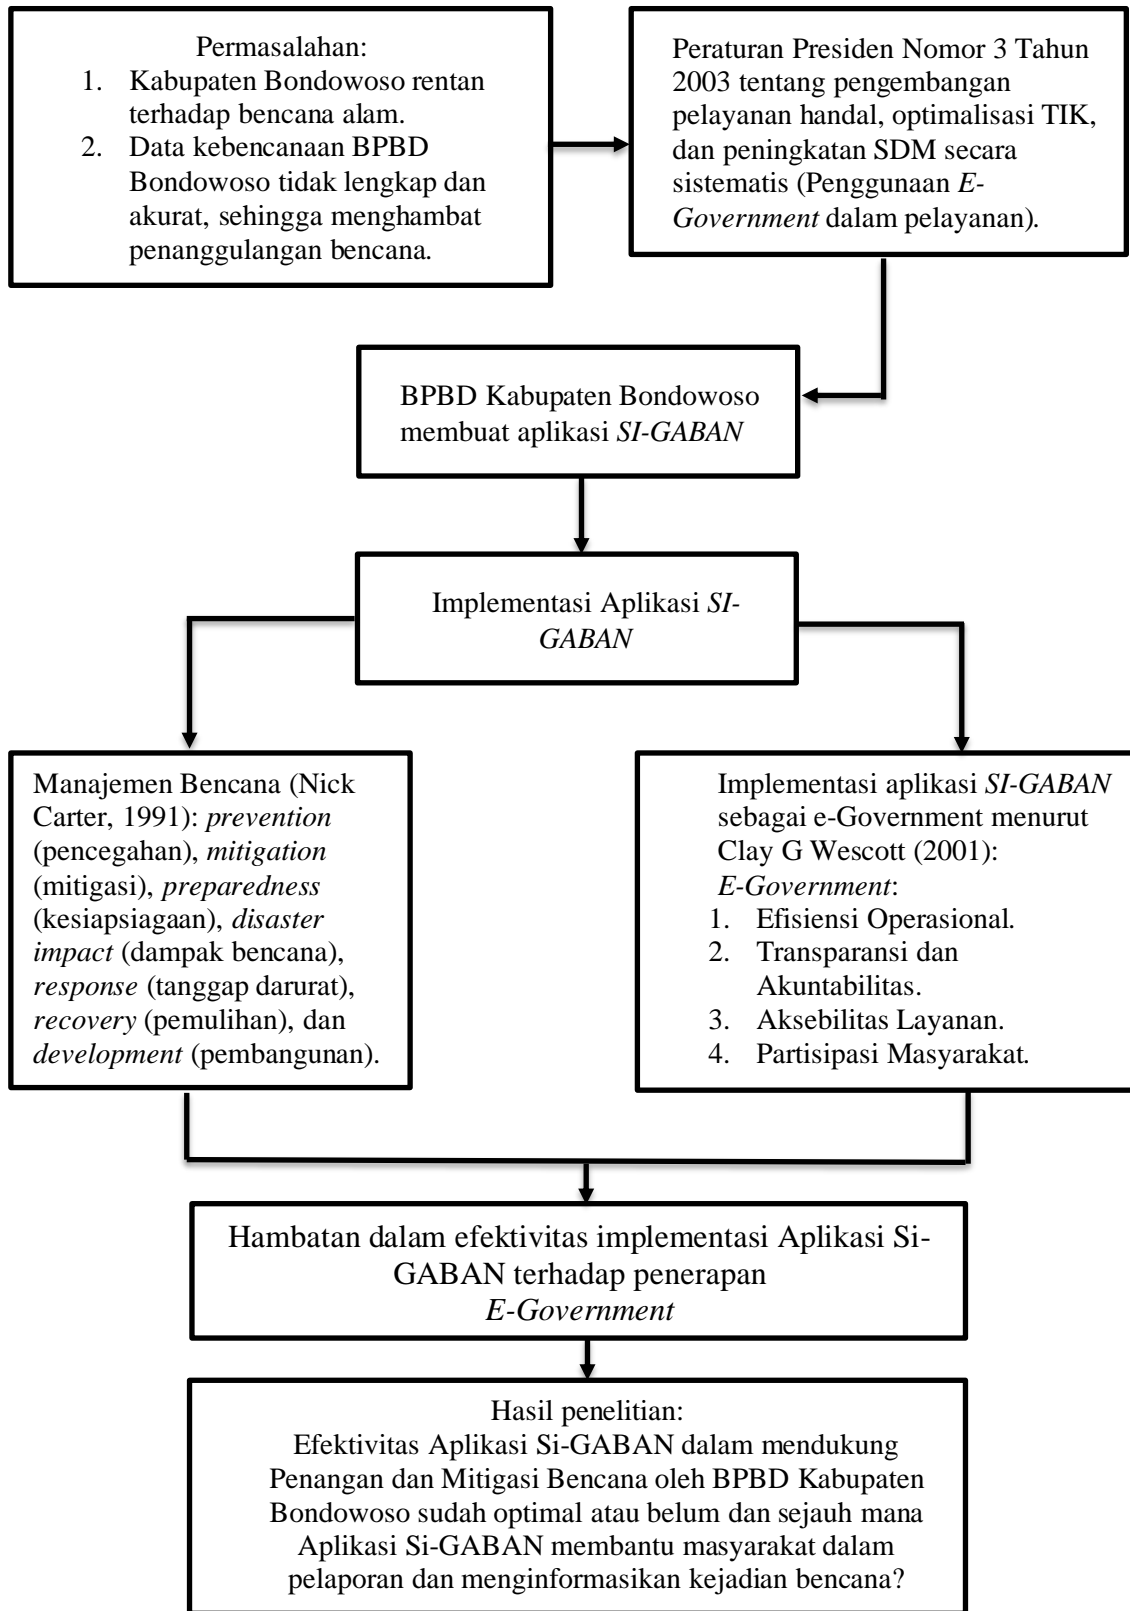 Permasalahan:
1. Kabupaten Bondowoso rentan
terhadap bencana alam.
2. Data kebencanaan BPBD
Bondowoso tidak lengkap dan
akurat, sehingga menghambat
penanggulangan bencana.
Peraturan Presiden Nomor 3 Tahun
2003 tentang pengembangan
pelayanan handal, optimalisasi TIK,
dan peningkatan SDM secara
sistematis (Penggunaan E-
Government dalam pelayanan).
BPBD Kabupaten Bondowoso
membuat aplikasi SI-GABAN
Implementasi Aplikasi SI-
GABAN
Manajemen Bencana (Nick
Carter, 1991): prevention
(pencegahan), mitigation
(mitigasi), preparedness
(kesiapsiagaan), disaster
impact (dampak bencana),
response (tanggap darurat),
recovery (pemulihan), dan
development (pembangunan).
Implementasi aplikasi SI-GABAN
sebagai e-Government menurut
Clay G Wescott (2001):
E-Government:
1. Efisiensi Operasional.
2. Transparansi dan
Akuntabilitas.
3. Aksebilitas Layanan.
4. Partisipasi Masyarakat.
Hambatan dalam efektivitas implementasi Aplikasi Si-
GABAN terhadap penerapan
E-Government
Hasil penelitian:
Efektivitas Aplikasi Si-GABAN dalam mendukung
Penangan dan Mitigasi Bencana oleh BPBD Kabupaten
Bondowoso sudah optimal atau belum dan sejauh mana
Aplikasi Si-GABAN membantu masyarakat dalam
pelaporan dan menginformasikan kejadian bencana?